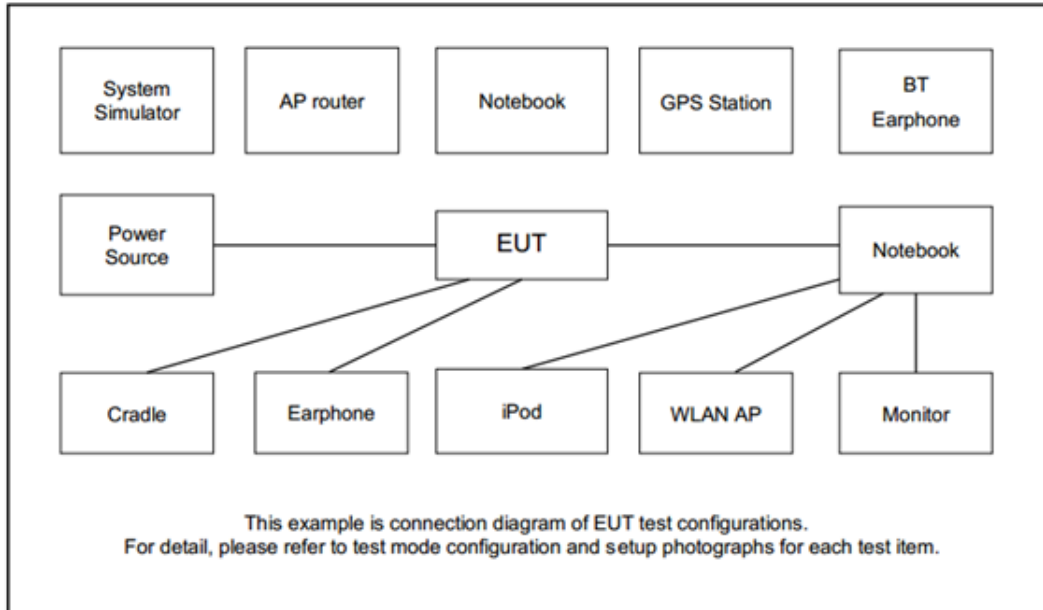 System
Simulator
AP router
Notebook
GPS Station
BT
Earphone
Power
Source
EUT
Notebook
Cradle
Earphone
iPod
WLAN AP
Monitor
This example is connection diagram of EUT test configurations.
For detail, please refer to test mode configuration and setup photographs for each test item.